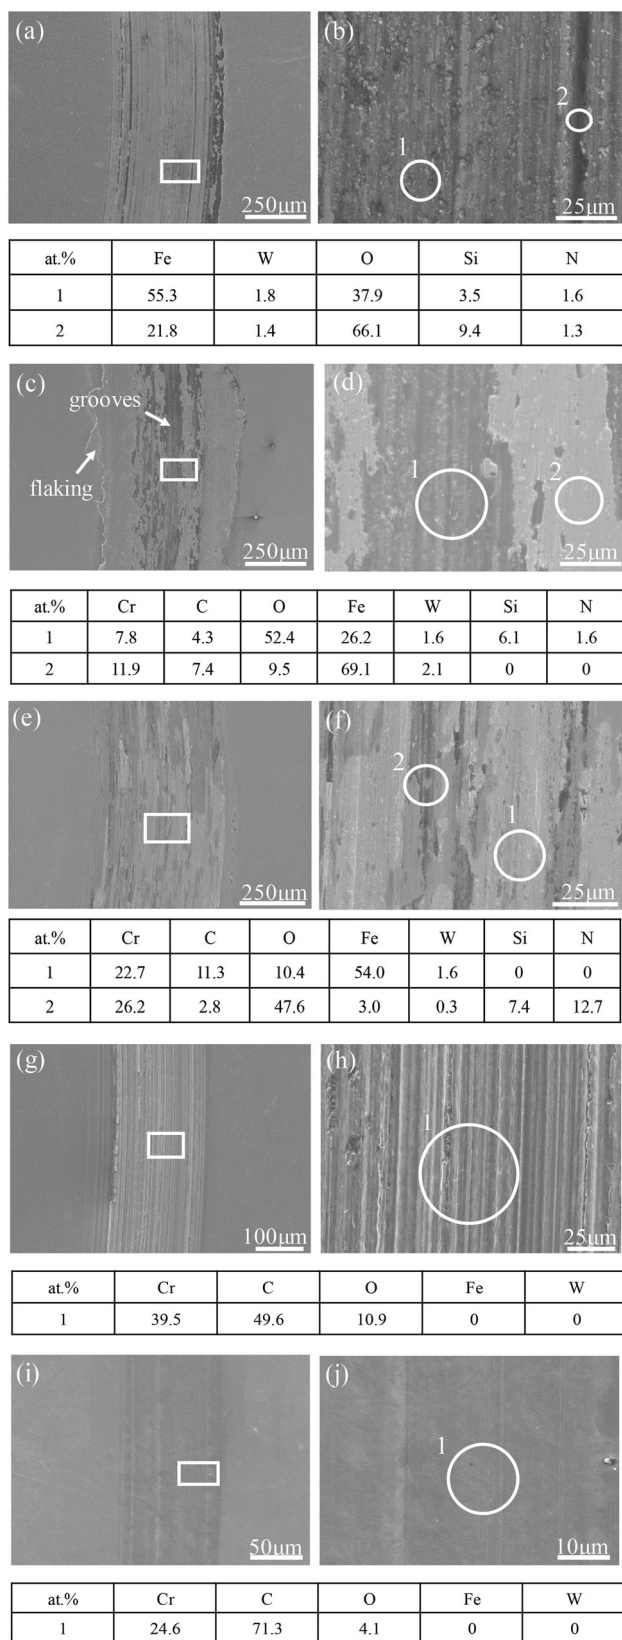 (a)
250μm
(b)
1
2
25μm
at.% Fe W O Si N
1 55.3 1.8 37.9 3.5 1.6
2 21.8 1.4 66.1 9.4 1.3
(c)
grooves
flaking
250μm
(d)
1
2
25μm
at.% Cr C O Fe W Si N
1 7.8 4.3 52.4 26.2 1.6 6.1 1.6
2 11.9 7.4 9.5 69.1 2.1 0 0
(e)
250μm
(f)
2
1
25μm
at.% Cr C O Fe W Si N
1 22.7 11.3 10.4 54.0 1.6 0 0
2 26.2 2.8 47.6 3.0 0.3 7.4 12.7
(g)
100μm
(h)
1
25μm
at.% Cr C O Fe W
1 39.5 49.6 10.9 0 0
(i)
50μm
(j)
1
10μm
at.% Cr C O Fe W
1 24.6 71.3 4.1 0 0